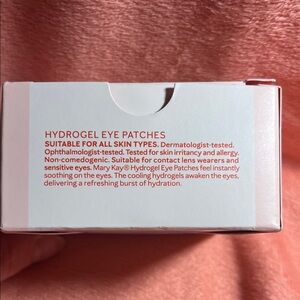 HYDROGEL EYE PATCHES
SUITABLE FOR ALL SKIN TYPES. Dermatologist-tested.
Ophthalmologist-tested. Tested for skin irritancy and allergy.
Non-comedogenic. Suitable for contact lens wearers and
sensitive eyes. Mary Kay® Hydrogel Eye Patches feel instantly
soothing on the eyes. The cooling hydrogels awaken the eyes,
delivering a refreshing burst of hydration.